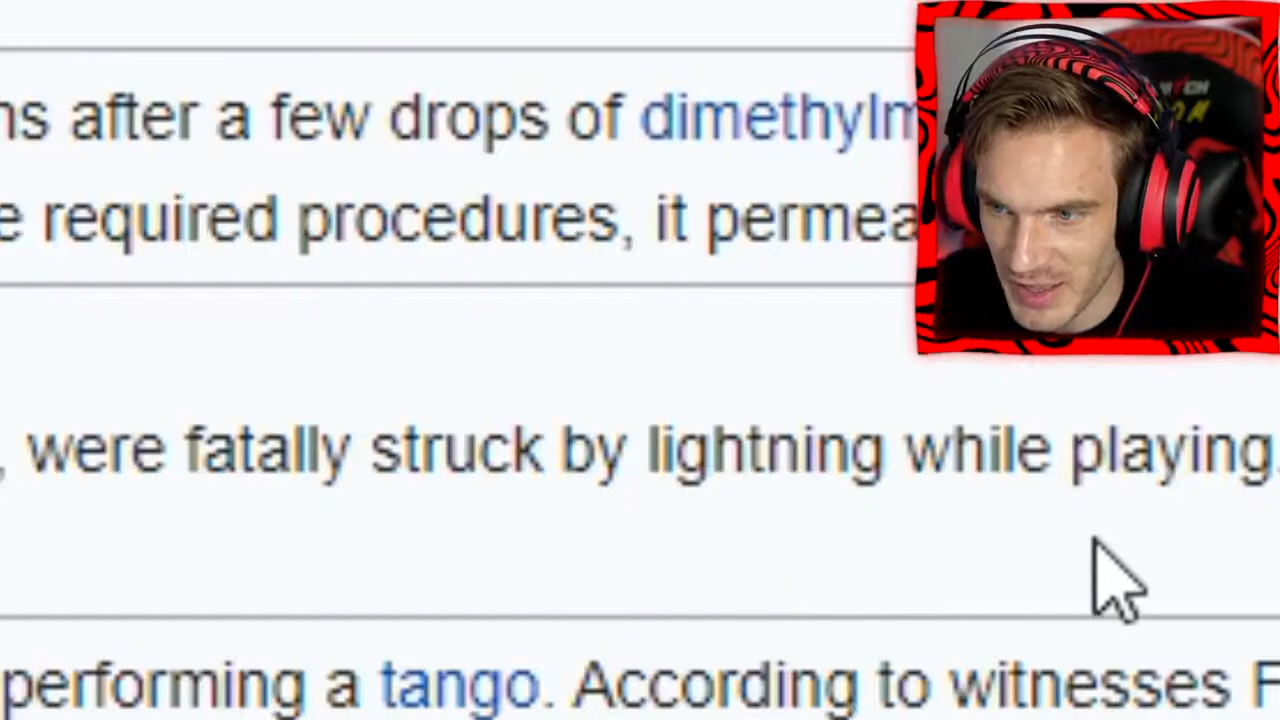 ns after a few drops of dimethylm
e required procedures, it permea
, were fatally struck by lightning while playing.
performing a tango. According to witnesses F